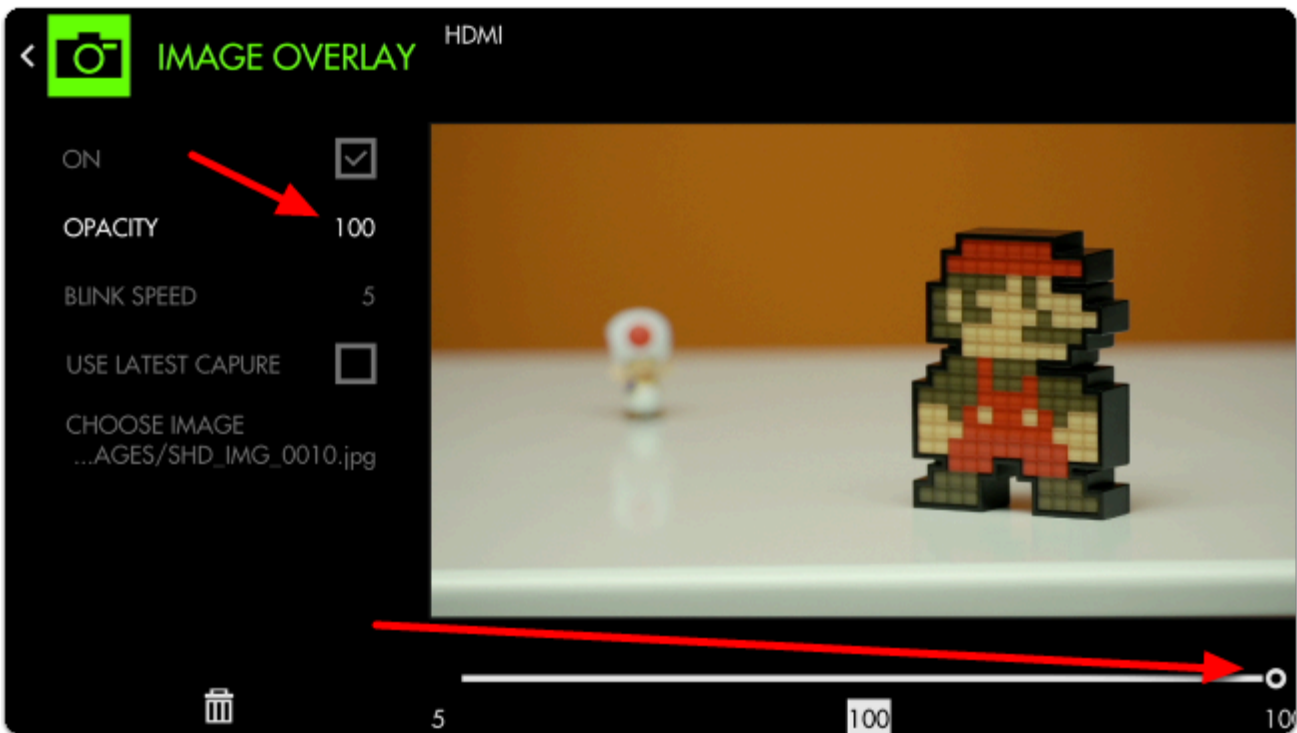 IMAGE OVERLAY
HDMI
ON
OPACITY 100
BLINK SPEED 5
USE LATEST CAPURE
CHOOSE IMAGE
...AGES/SHD_IMG_0010.jpg
5 100 100